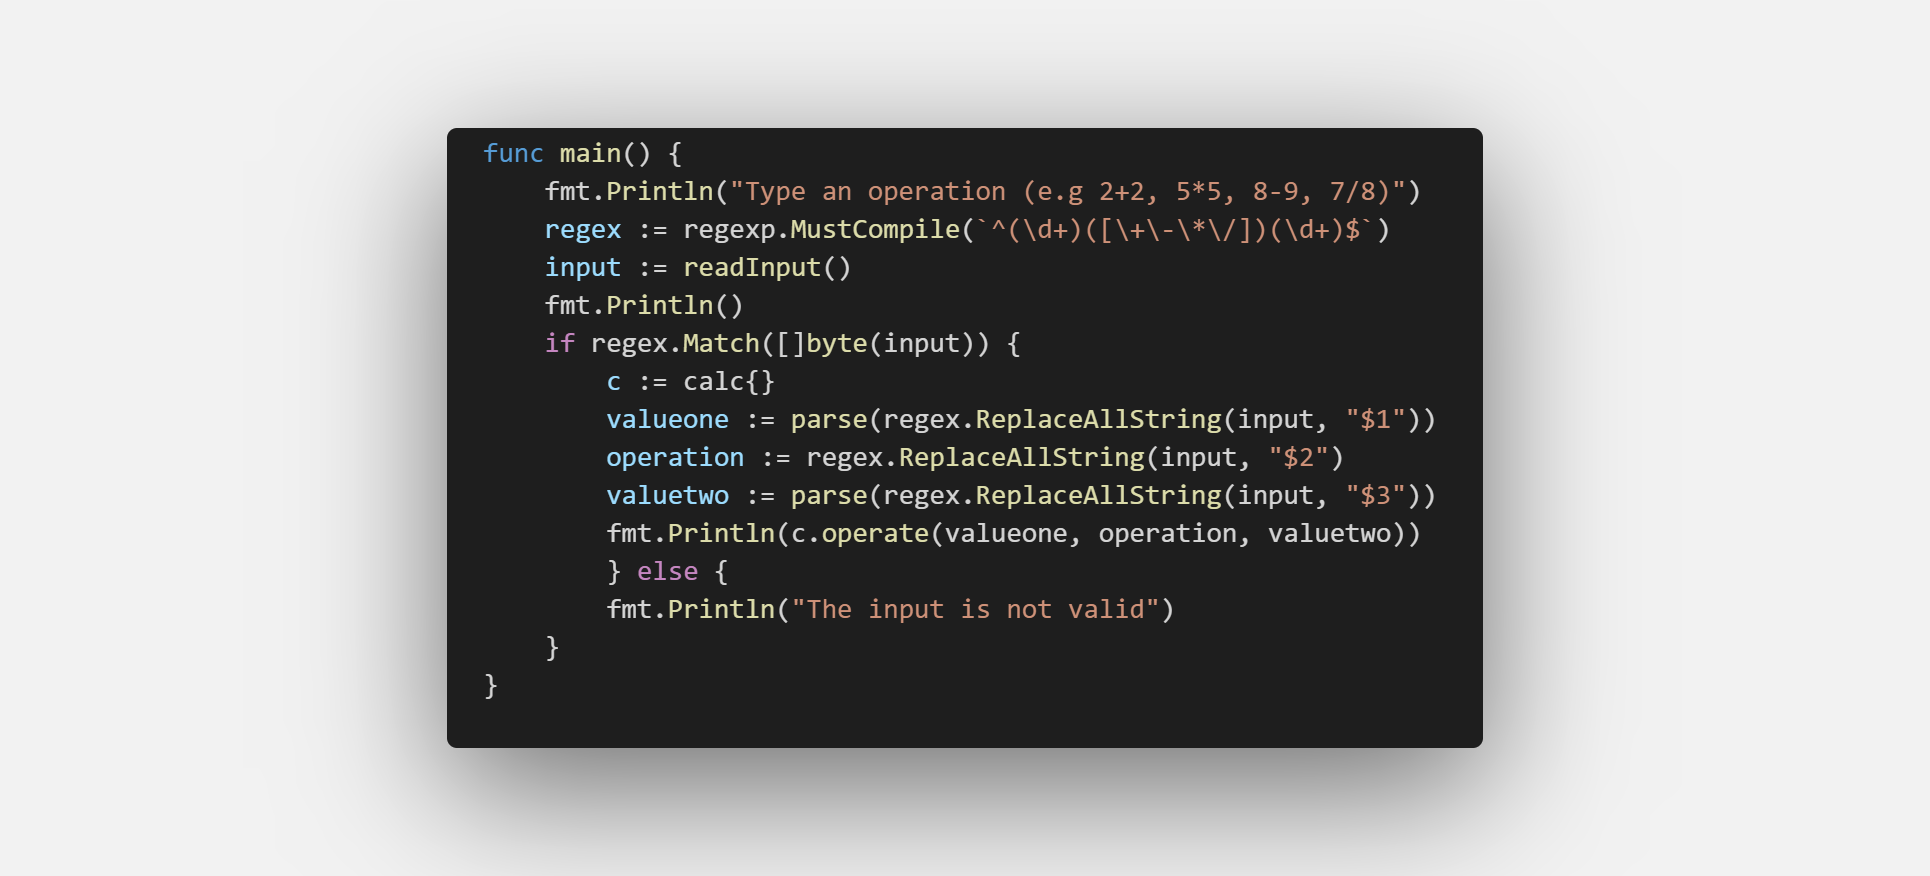 func main() {
    fmt.Println("Type an operation (e.g 2+2, 5*5, 8-9, 7/8)")
    regex := regexp.MustCompile(`^(\d+)([\+\-\*\/])(\d+)$`)
    input := readInput()
    fmt.Println()
    if regex.Match([]byte(input)) {
        c := calc{}
        valueone := parse(regex.ReplaceAllString(input, "$1"))
        operation := regex.ReplaceAllString(input, "$2")
        valuetwo := parse(regex.ReplaceAllString(input, "$3"))
        fmt.Println(c.operate(valueone, operation, valuetwo))
        } else {
        fmt.Println("The input is not valid")
    }
}